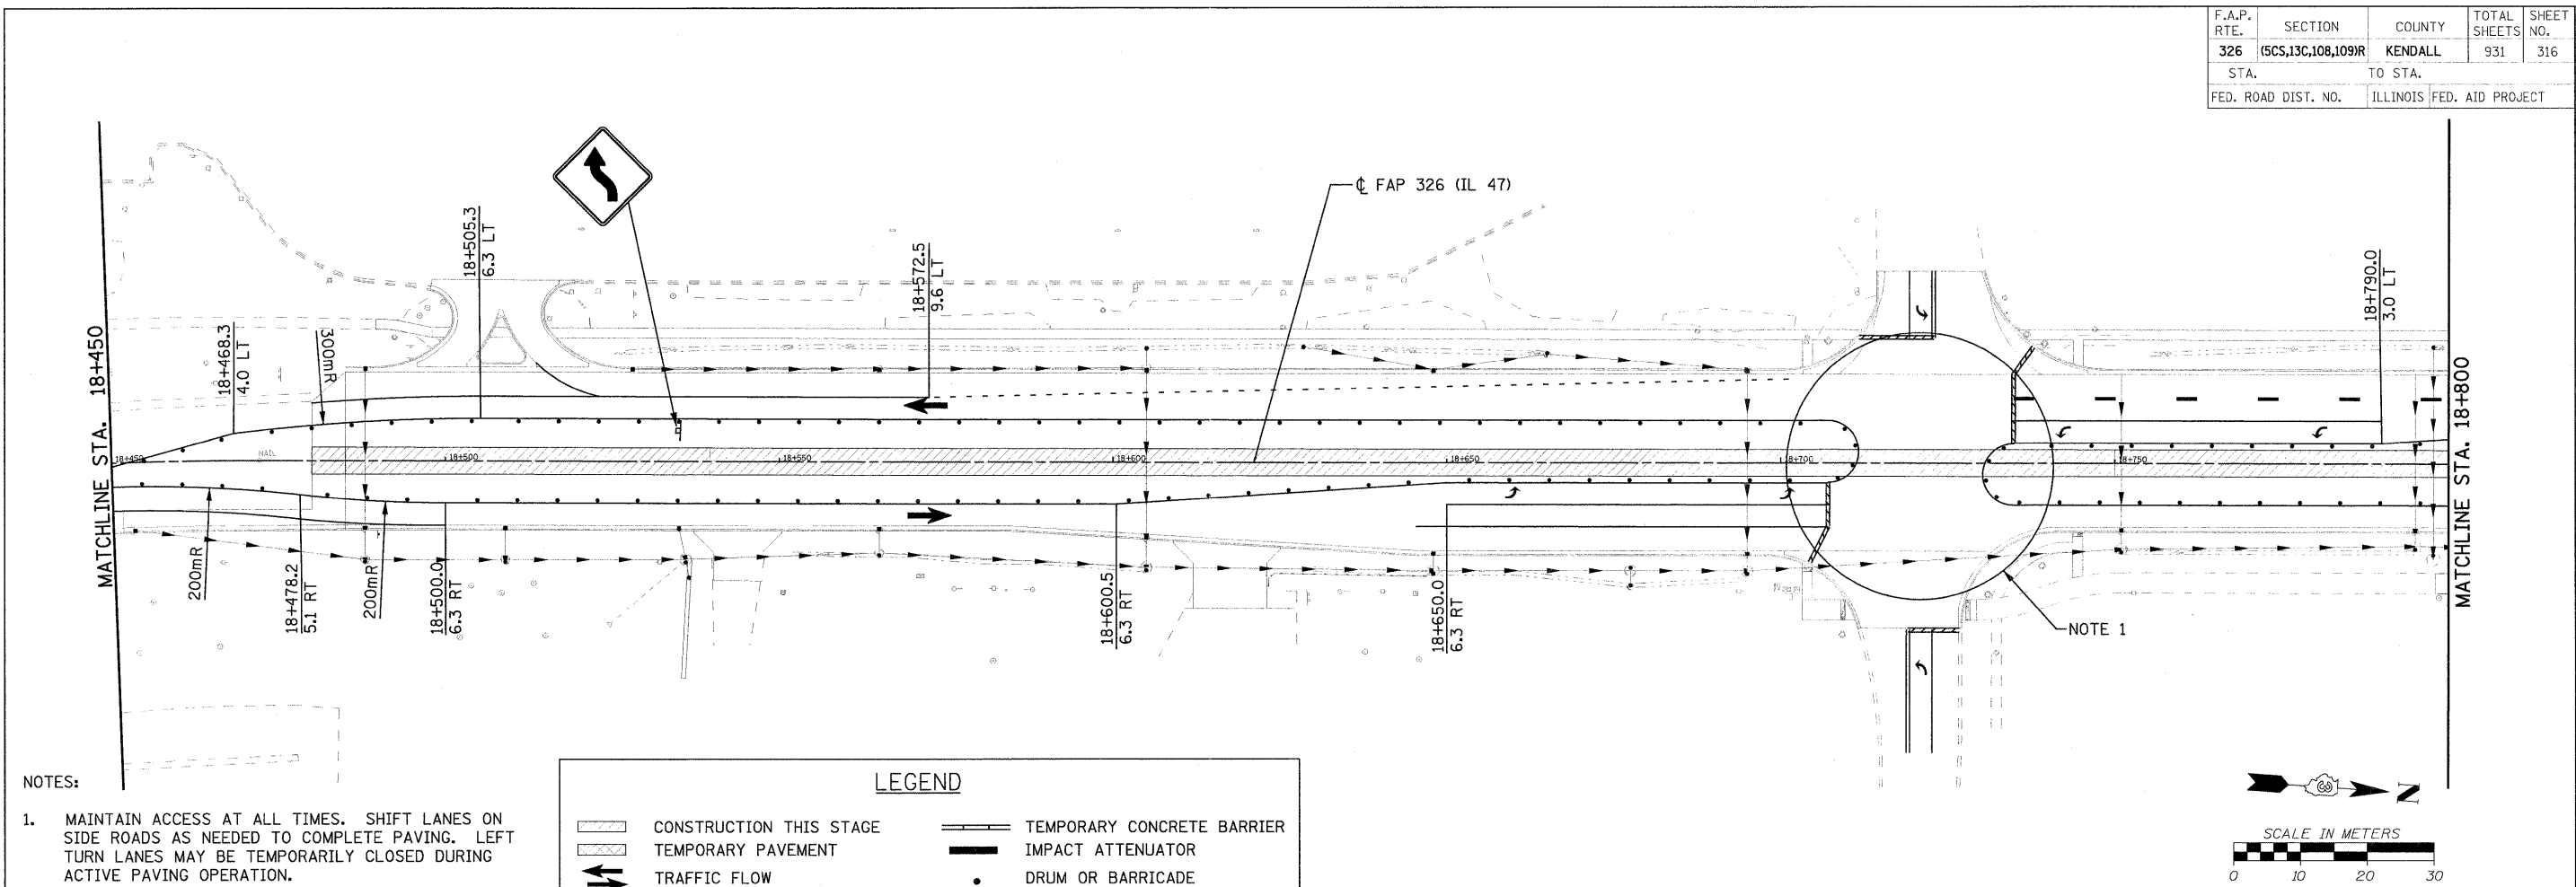 F.A.P. RTE. SECTION COUNTY TOTAL SHEETS SHEET NO.
326 (5CS,13C,108,109)R KENDALL 931 316
STA. TO STA.
FED. ROAD DIST. NO. ILLINOIS FED. AID PROJECT
MATCHLINE STA. 18+450
18+468.3
4.0 LT
300mR
18+505.3
6.3 LT
18+572.5
9.6 LT
℄ FAP 326 (IL 47)
18+790.0
3.0 LT
MATCHLINE STA. 18+800
18+450
NAIL
18+500
18+550
18+600
18+650
18+700
18+750
200mR
18+478.2
5.1 RT
200mR
18+500.0
6.3 RT
18+600.5
6.3 RT
18+650.0
6.3 RT
NOTE 1
NOTES:
1. MAINTAIN ACCESS AT ALL TIMES. SHIFT LANES ON
SIDE ROADS AS NEEDED TO COMPLETE PAVING. LEFT
TURN LANES MAY BE TEMPORARILY CLOSED DURING
ACTIVE PAVING OPERATION.
LEGEND
CONSTRUCTION THIS STAGE
TEMPORARY PAVEMENT
TRAFFIC FLOW
TEMPORARY CONCRETE BARRIER
IMPACT ATTENUATOR
DRUM OR BARRICADE
N
SCALE IN METERS
0 10 20 30